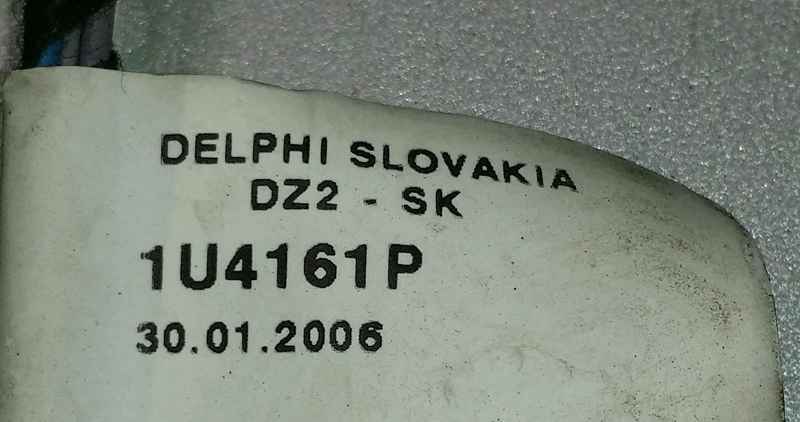 DELPHI SLOVAKIA
DZ2 - SK
1U4161P
30.01.2006